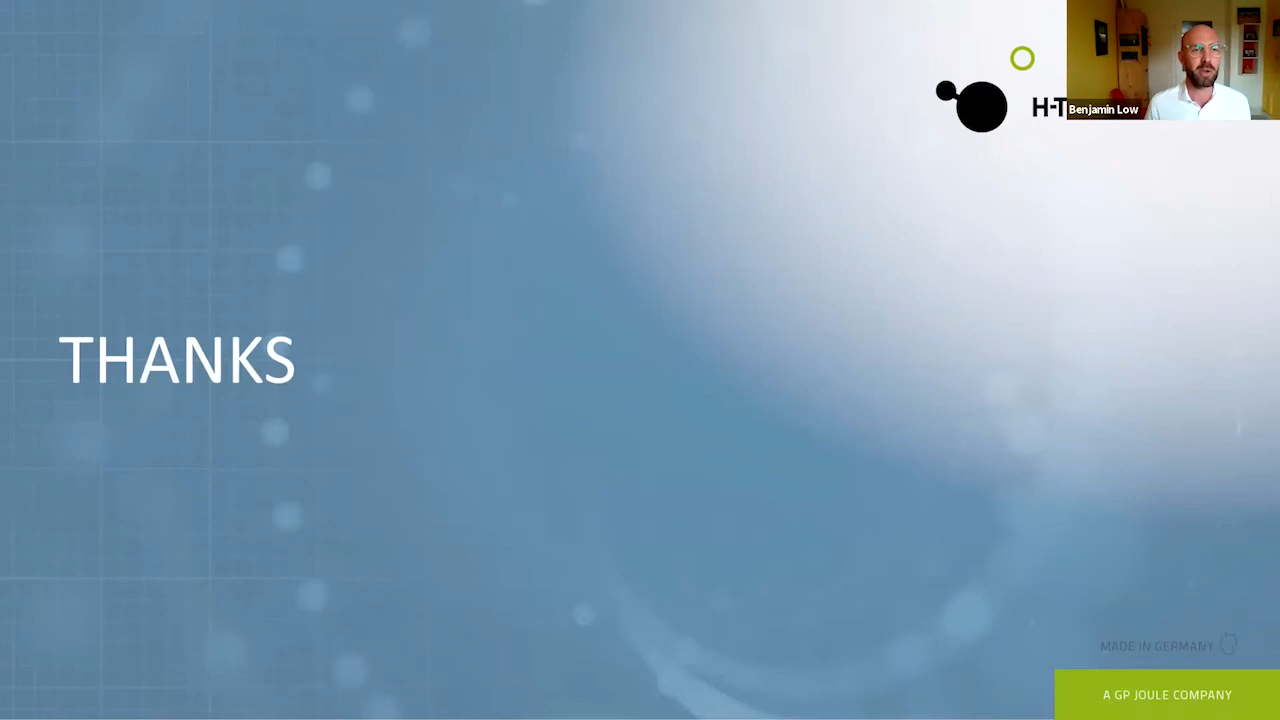 H-T
Benjamin Low
THANKS
MADE IN GERMANY
A GP JOULE COMPANY